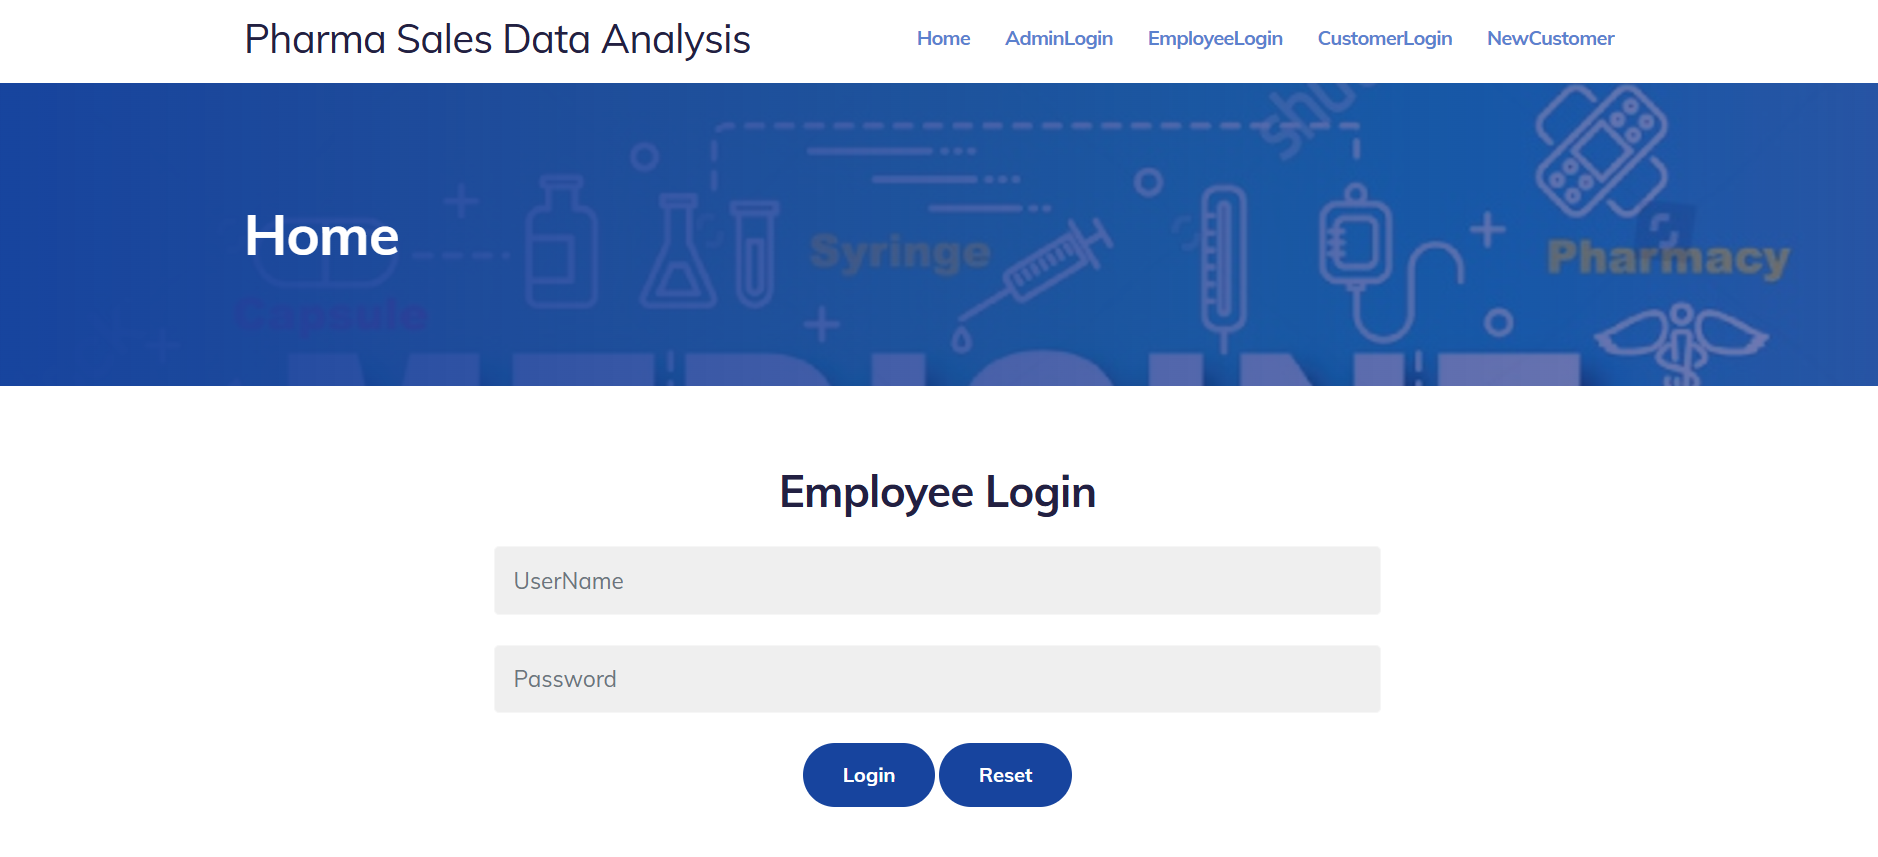 Pharma Sales Data Analysis
Home AdminLogin EmployeeLogin CustomerLogin NewCustomer
Home
Syringe
Pharmacy
Capsule
Employee Login
UserName
Password
Login Reset